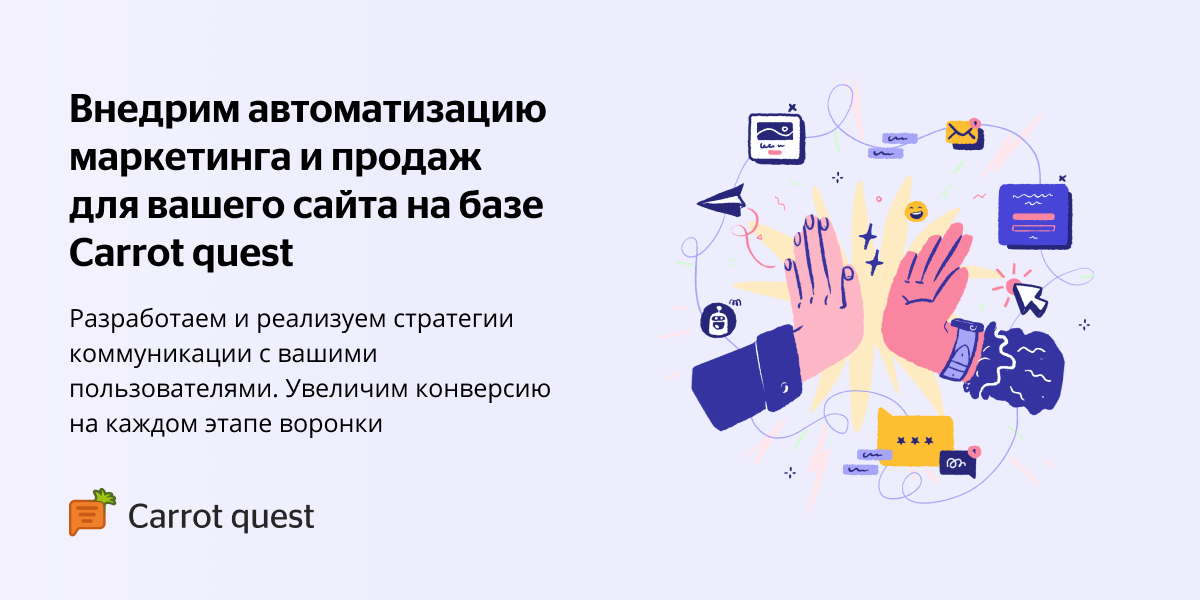 Внедрим автоматизацию
маркетинга и продаж
для вашего сайта на базе
Carrot quest
Разработаем и реализуем стратегии
коммуникации с вашими
пользователями. Увеличим конверсию
на каждом этапе воронки
Carrot quest